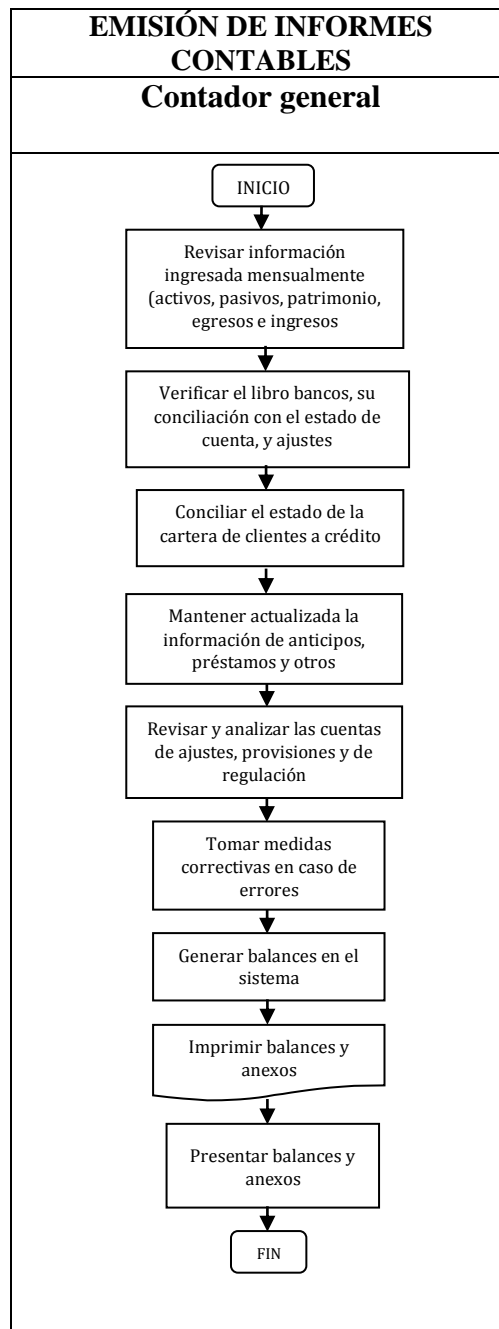 EMISIÓN DE INFORMES
CONTABLES
Contador general
INICIO
Revisar información
ingresada mensualmente
(activos, pasivos, patrimonio,
egresos e ingresos
Verificar el libro bancos, su
conciliación con el estado de
cuenta, y ajustes
Conciliar el estado de la
cartera de clientes a crédito
Mantener actualizada la
información de anticipos,
préstamos y otros
Revisar y analizar las cuentas
de ajustes, provisiones y de
regulación
Tomar medidas
correctivas en caso de
errores
Generar balances en el
sistema
Imprimir balances y
anexos
Presentar balances y
anexos
FIN